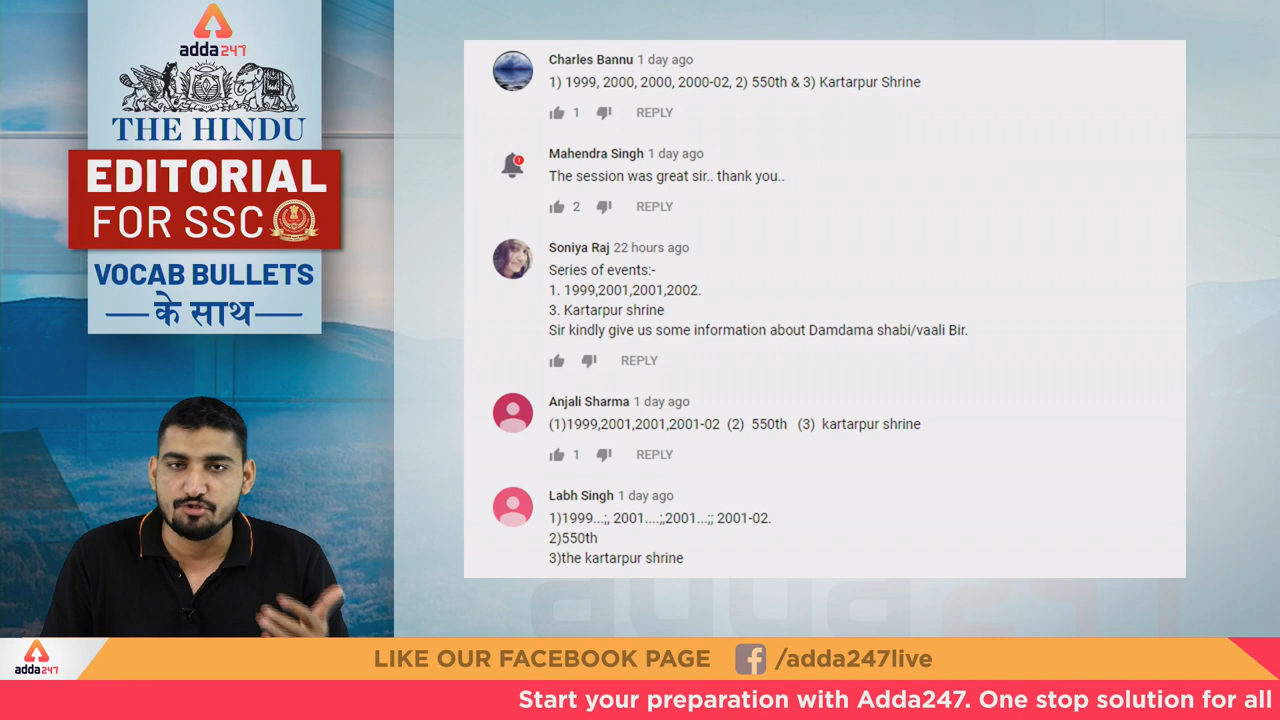 adda247
THE HINDU
EDITORIAL
FOR SSC
VOCAB BULLETS
के साथ
Charles Bannu 1 day ago
1) 1999, 2000, 2000, 2000-02, 2) 550th & 3) Kartarpur Shrine
1 REPLY
Mahendra Singh 1 day ago
The session was great sir.. thank you..
2 REPLY
Soniya Raj 22 hours ago
Series of events:-
1. 1999,2001,2001,2002.
3. Kartarpur shrine
Sir kindly give us some information about Damdama shabi/vaali Bir.
REPLY
Anjali Sharma 1 day ago
(1)1999,2001,2001,2001-02 (2) 550th (3) kartarpur shrine
1 REPLY
Labh Singh 1 day ago
1)1999...;, 2001....;,2001...;; 2001-02.
2)550th
3)the kartarpur shrine
adda247
adda247
LIKE OUR FACEBOOK PAGE /adda247live
Start your preparation with Adda247. One stop solution for all